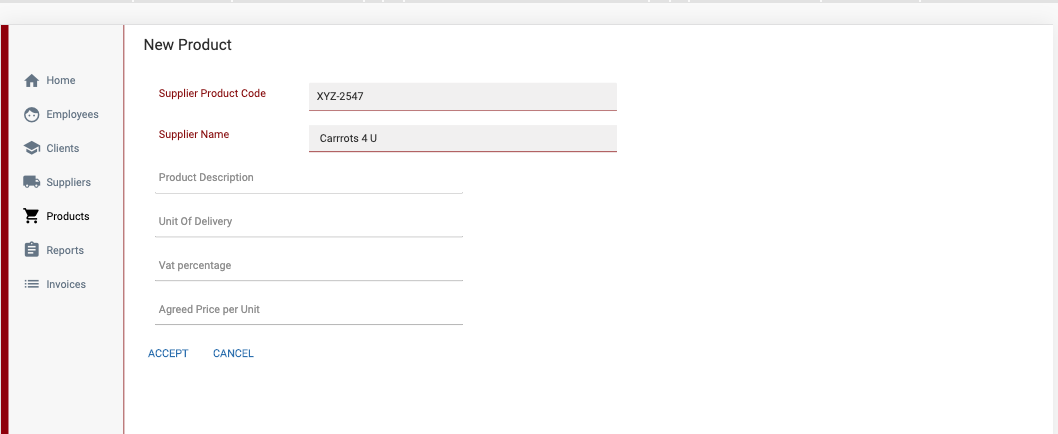 New Product
Home
Employees
Clients
Suppliers
Products
Reports
Invoices
Supplier Product Code
XYZ-2547
Supplier Name
Carrrots 4 U
Product Description
Unit Of Delivery
Vat percentage
Agreed Price per Unit
ACCEPT CANCEL